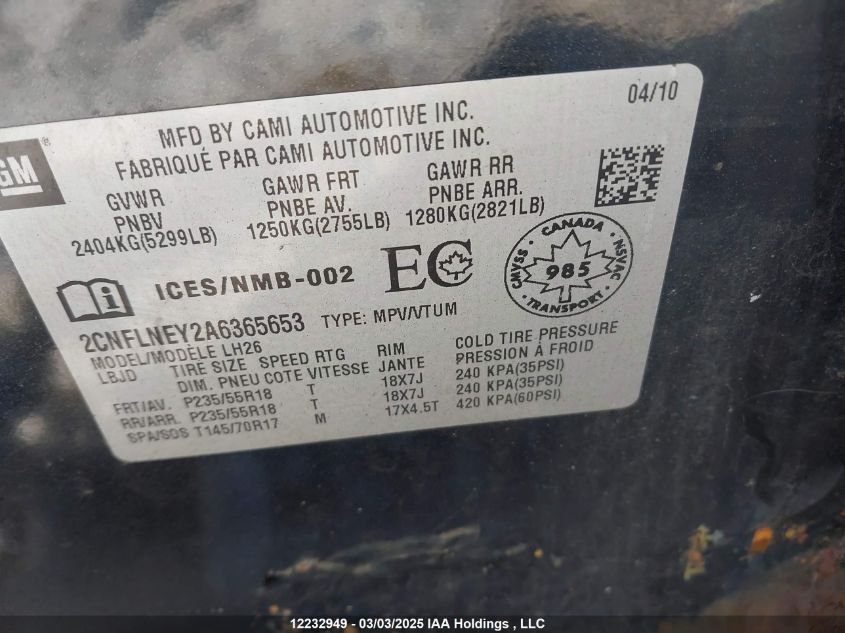 04/10
MFD BY CAMI AUTOMOTIVE INC.
FABRIQUÉ PAR CAMI AUTOMOTIVE INC.
GM®
GVWR GAWR FRT GAWR RR
PNBV PNBE AV. PNBE ARR.
2404KG(5299LB) 1250KG(2755LB) 1280KG(2821LB)
ICES/NMB-002 EC
CANADA
CMVSS 985 NSVAC
TRANSPORT
2CNFLNEY2A6365653 TYPE: MPV/VTUM
MODEL/MODÈLE LH26
LBJD TIRE SIZE SPEED RTG RIM COLD TIRE PRESSURE
DIM. PNEU COTE VITESSE JANTE PRESSION À FROID
FRT/AV. P235/55R18 T 18X7J 240 KPA(35PSI)
RR/ARR. P235/55R18 T 18X7J 240 KPA(35PSI)
SPA/SDS T145/70R17 M 17X4.5T 420 KPA(60PSI)
12232949 - 03/03/2025 IAA Holdings , LLC